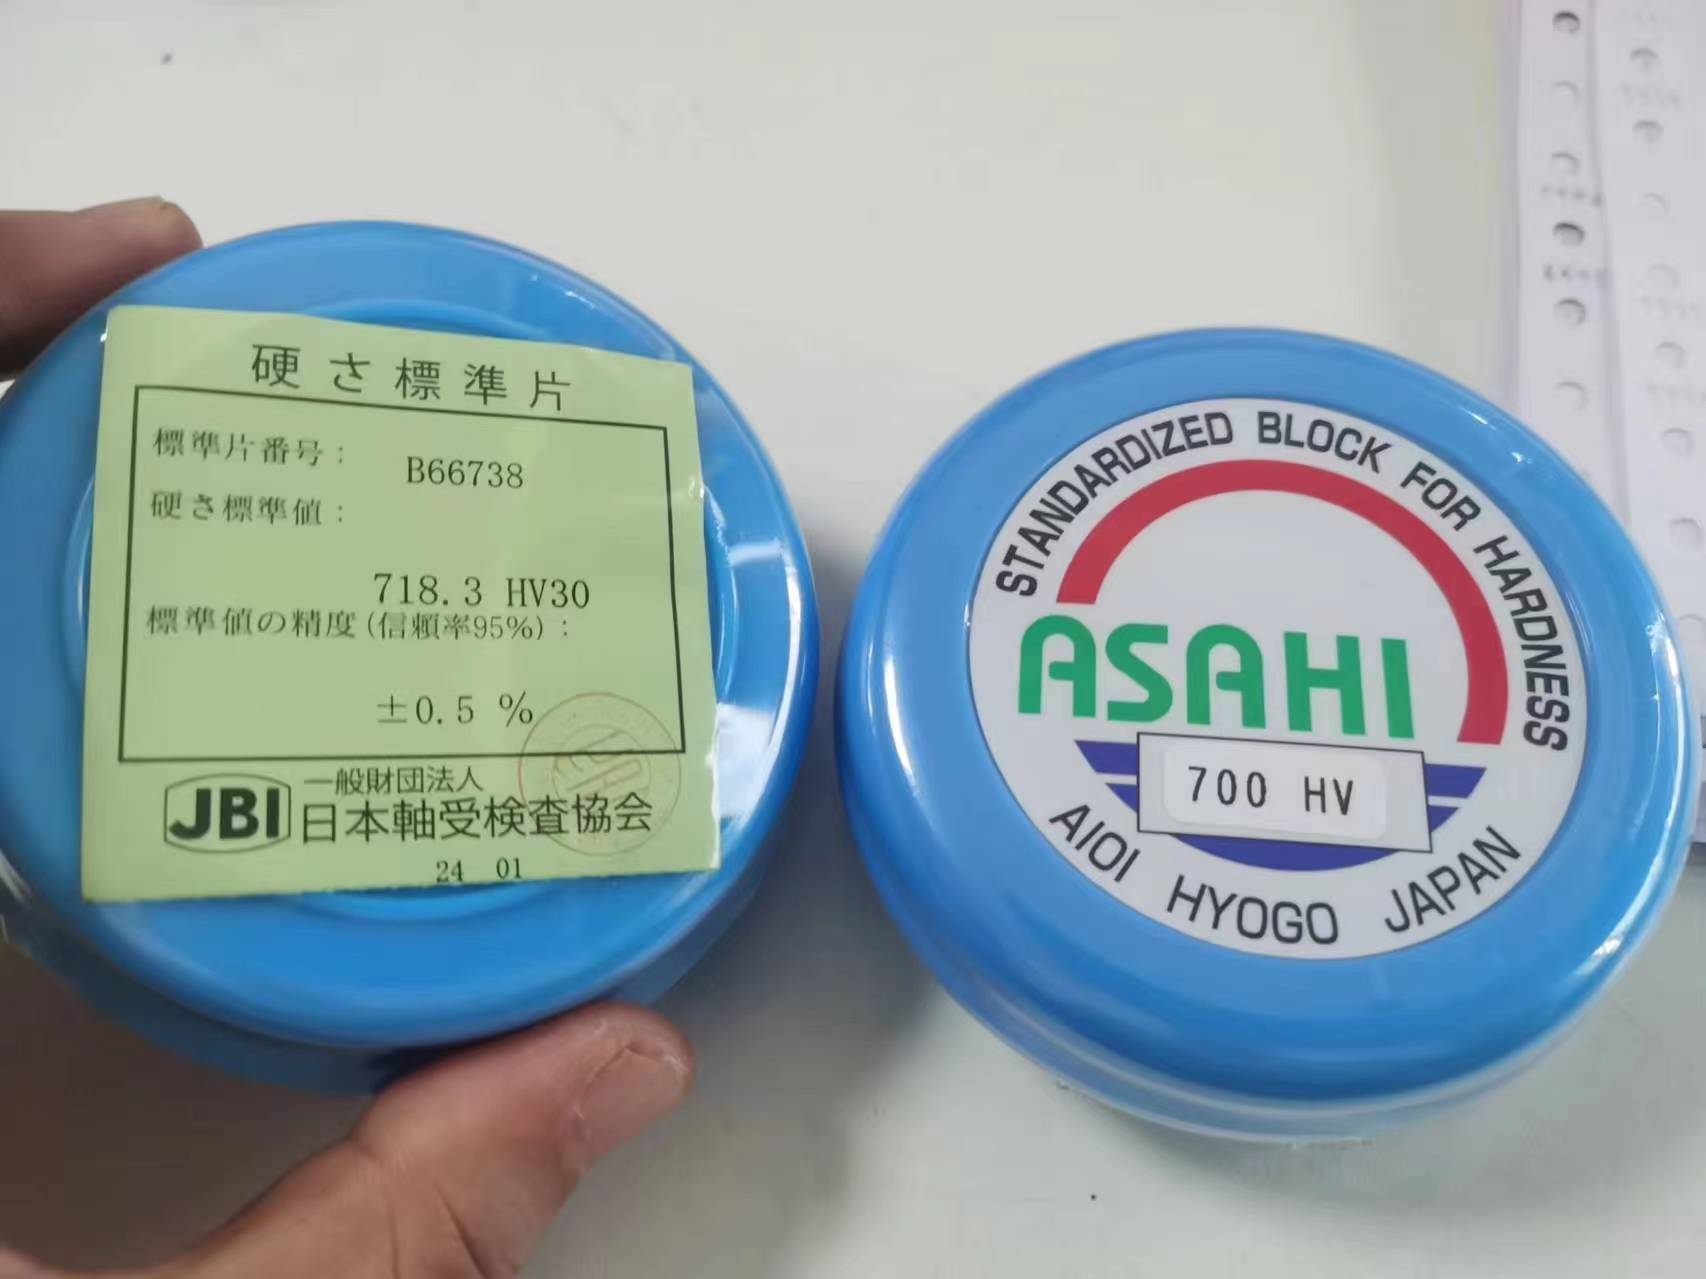 硬さ標準片
標準片番号：
B66738
硬さ標準値：
718.3 HV30
標準値の精度(信頼率95%)：
±0.5 %
JBI
一般財団法人
日本軸受検査協会
24 01
STANDARDIZED BLOCK FOR HARDNESS
ASAHI
700 HV
AIOI HYOGO JAPAN